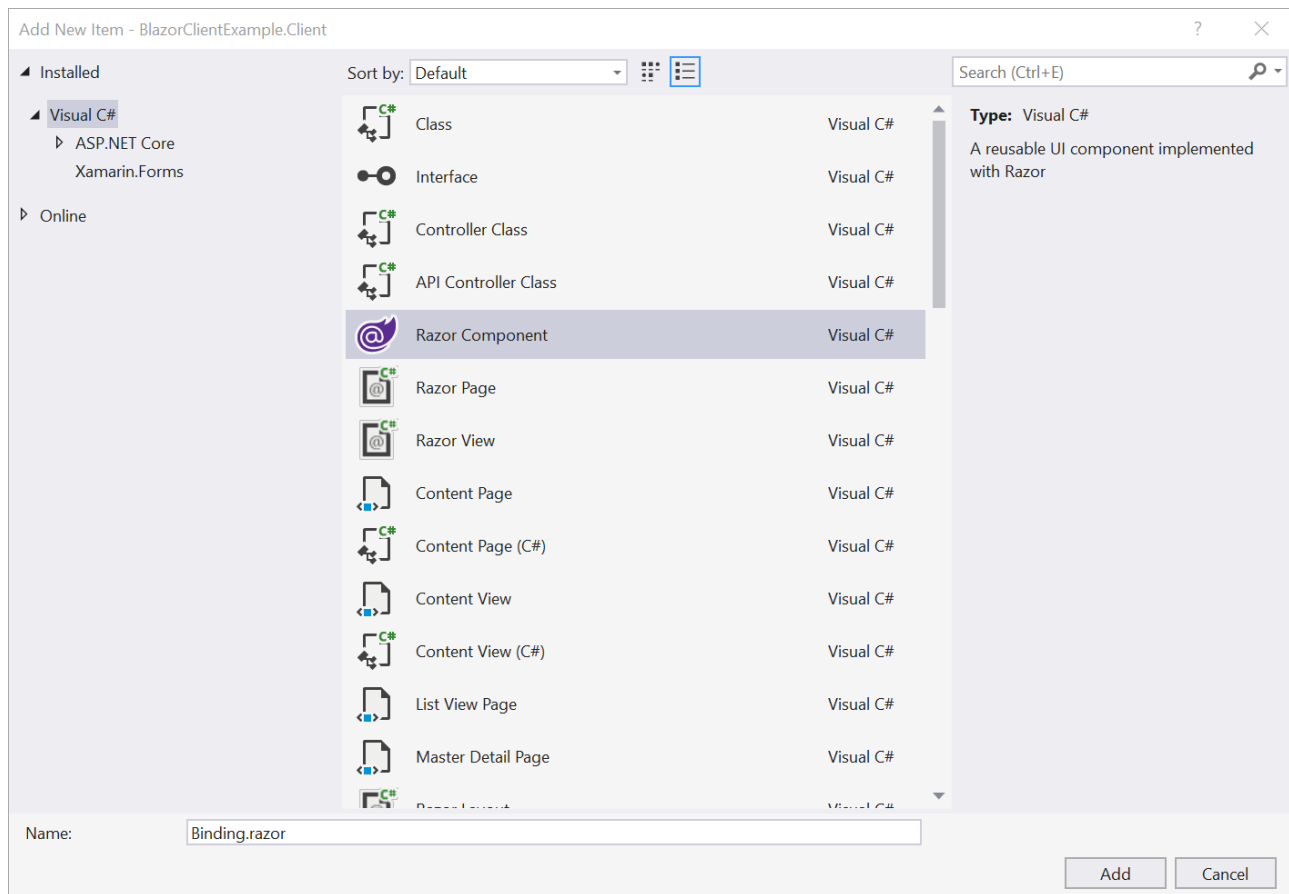 Add New Item - BlazorClientExample.Client
?
Installed
Sort by: Default
Search (Ctrl+E)
Visual C#
ASP.NET Core
Xamarin.Forms
Online
C# Class Visual C#
Interface Visual C#
C# Controller Class Visual C#
C# API Controller Class Visual C#
@ Razor Component Visual C#
C# @ Razor Page Visual C#
C# @ Razor View Visual C#
Content Page Visual C#
C# Content Page (C#) Visual C#
Content View Visual C#
C# Content View (C#) Visual C#
List View Page Visual C#
Master Detail Page Visual C#
C# Razor Layout Visual C#
Type: Visual C#
A reusable UI component implemented
with Razor
Name: Binding.razor
Add Cancel